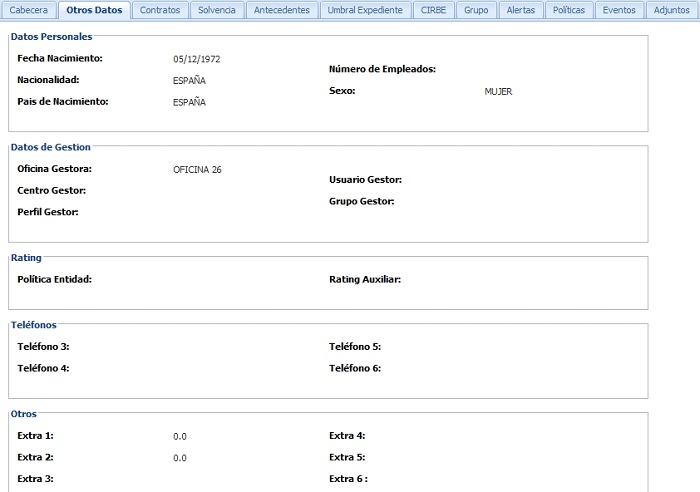 Cabecera Otros Datos Contratos Solvencia Antecedentes Umbral Expediente CIRBE Grupo Alertas Políticas Eventos Adjuntos
Datos Personales
Fecha Nacimiento: 05/12/1972
Número de Empleados:
Nacionalidad: ESPAÑA
Sexo: MUJER
Pais de Nacimiento: ESPAÑA
Datos de Gestion
Oficina Gestora: OFICINA 26
Usuario Gestor:
Centro Gestor:
Grupo Gestor:
Perfil Gestor:
Rating
Política Entidad: Rating Auxiliar:
Teléfonos
Teléfono 3: Teléfono 5:
Teléfono 4: Teléfono 6:
Otros
Extra 1: 0.0 Extra 4:
Extra 2: 0.0 Extra 5:
Extra 3: Extra 6 :